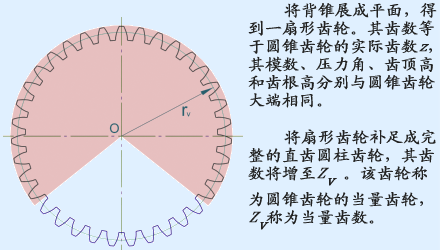 将背锥展成平面，得
到一扇形齿轮。其齿数
等于圆锥齿轮的实际齿数z,
其模数、压力角、齿顶高
和齿根高分别与圆锥齿轮
大端相同。
将扇形齿轮补足成完
整的直齿圆柱齿轮，其齿
数将增至Zv 。该齿轮称
为圆锥齿轮的当量齿轮，
Zv称为当量齿数。
rv
O